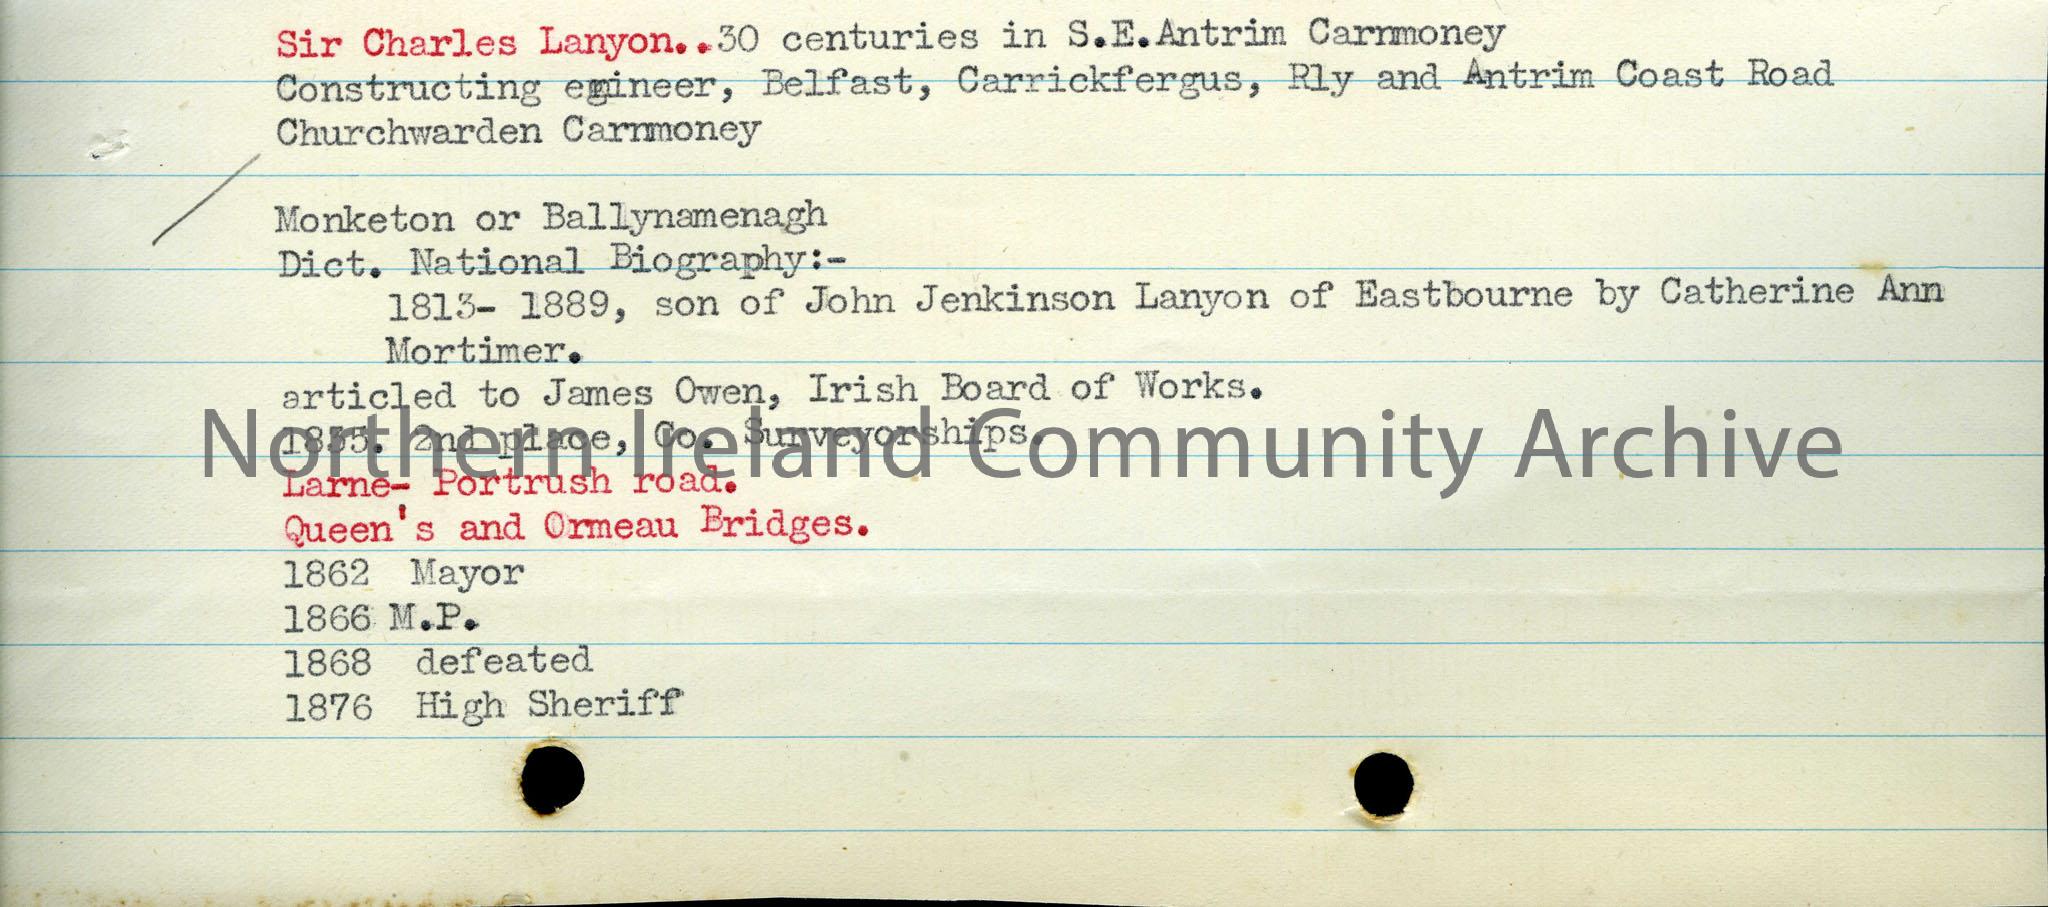 Sir Charles Lanyon..30 centuries in S.E.Antrim Carnmoney
Constructing egineer, Belfast, Carrickfergus, Rly and Antrim Coast Road
Churchwarden Carnmoney
Monketon or Ballynamenagh
Dict. National Biography:-
1813- 1889, son of John Jenkinson Lanyon of Eastbourne by Catherine Ann
Mortimer.
articled to James Owen, Irish Board of Works.
1835. 2nd place, Co. Surveyorships.
Northern Ireland Community Archive
Larne- Portrush road.
Queen's and Ormeau Bridges.
1862 Mayor
1866 M.P.
1868 defeated
1876 High Sheriff